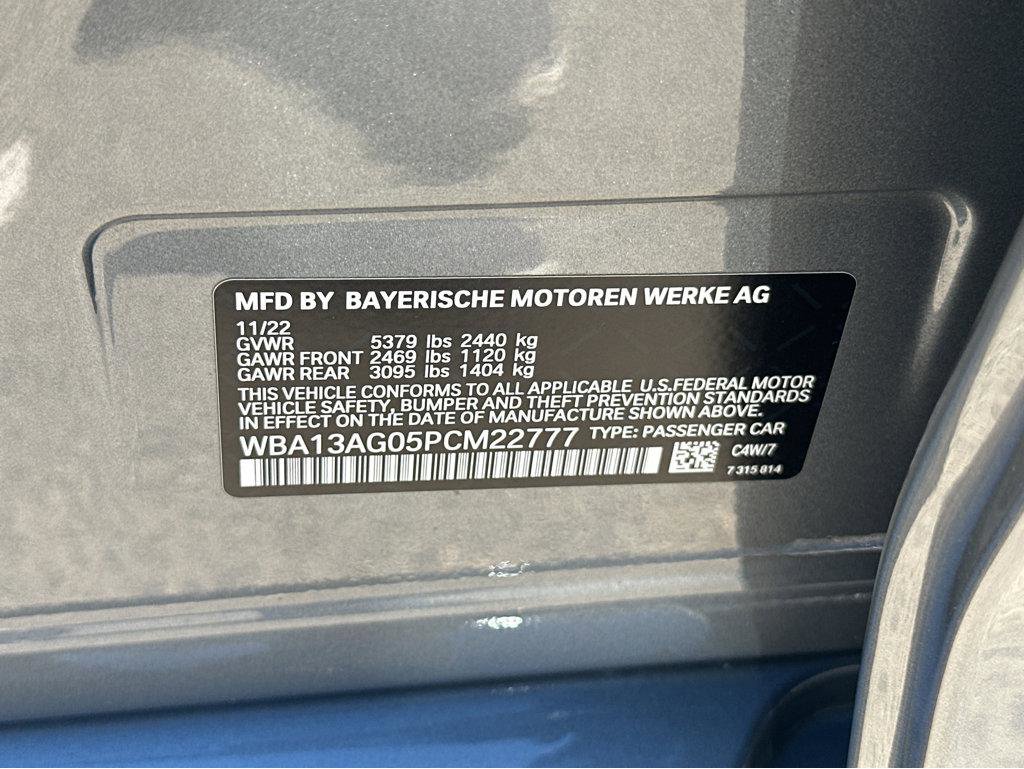 MFD BY BAYERISCHE MOTOREN WERKE AG
11/22
GVWR 5379 lbs 2440 kg
GAWR FRONT 2469 lbs 1120 kg
GAWR REAR 3095 lbs 1404 kg
THIS VEHICLE CONFORMS TO ALL APPLICABLE U.S.FEDERAL MOTOR
VEHICLE SAFETY, BUMPER AND THEFT PREVENTION STANDARDS
IN EFFECT ON THE DATE OF MANUFACTURE SHOWN ABOVE.
WBA13AG05PCM22777 TYPE: PASSENGER CAR
C4W/7
7 315 814